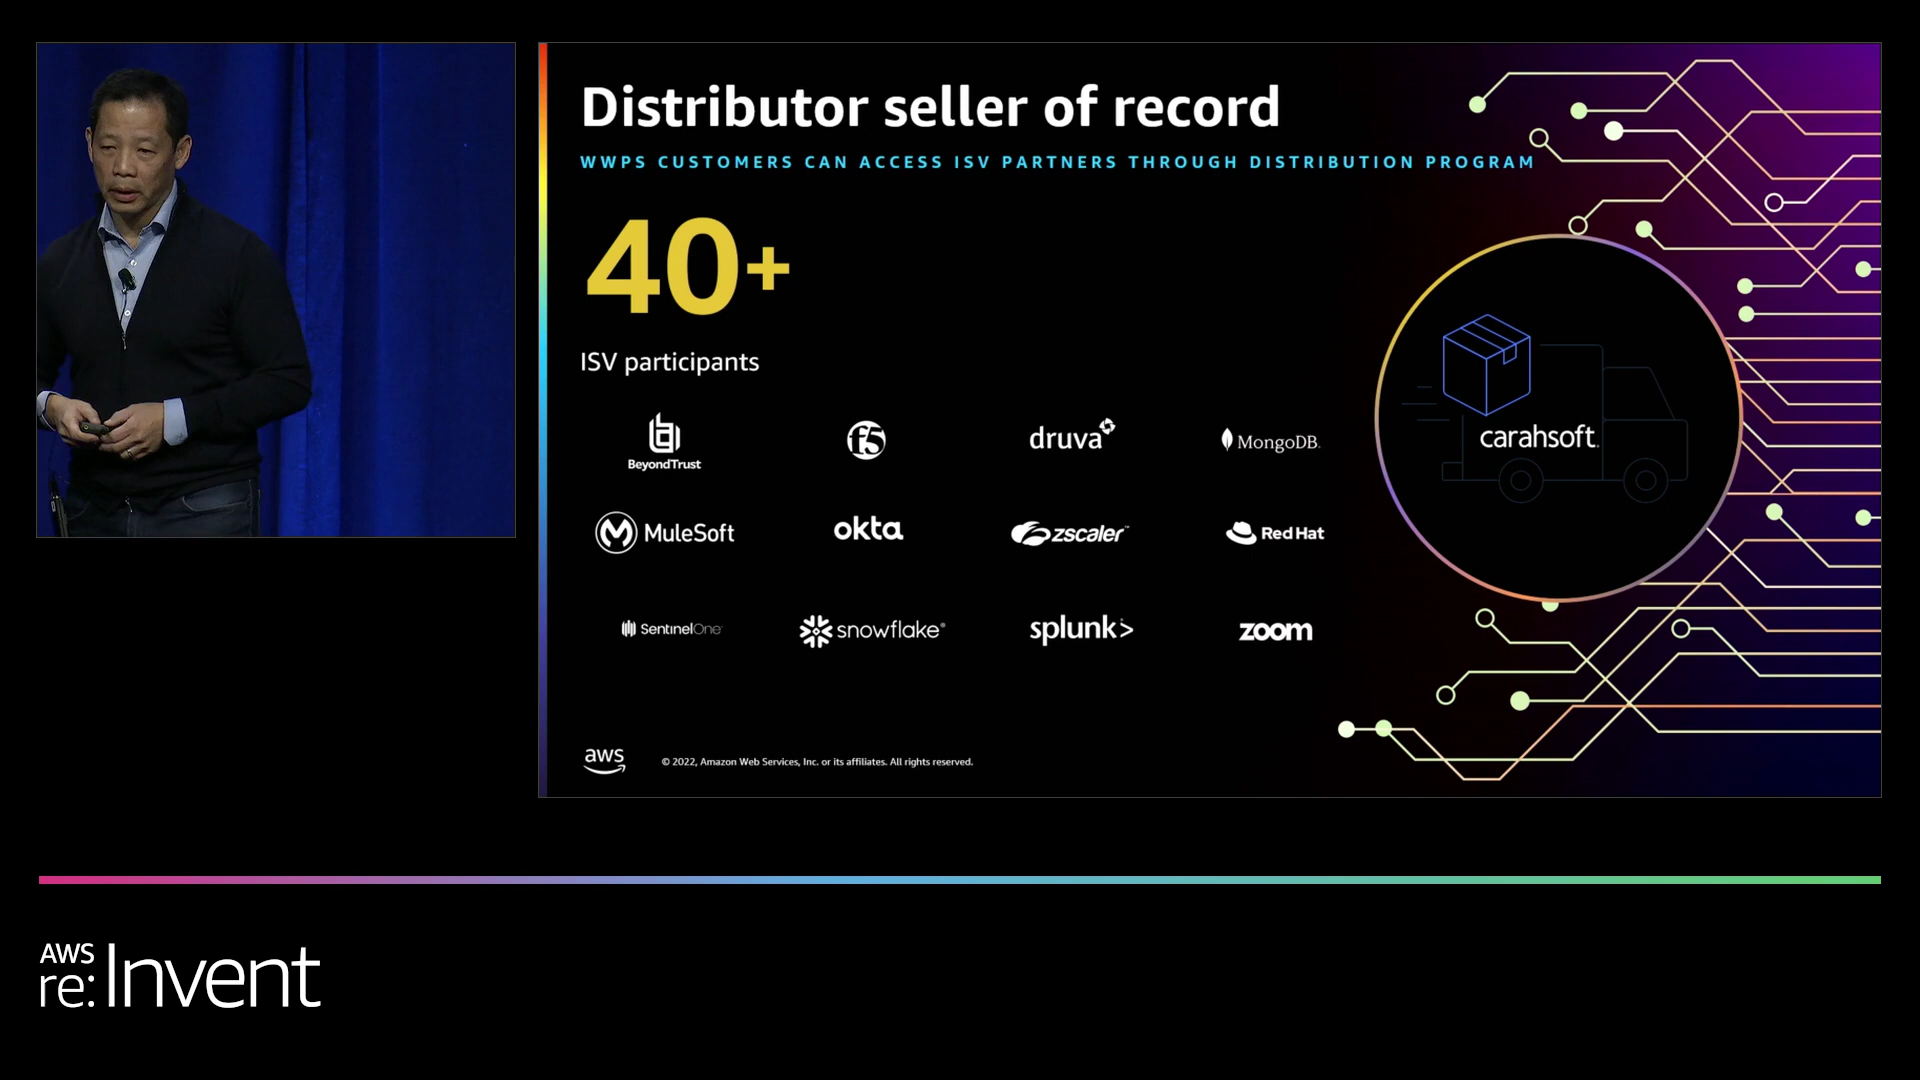 Distributor seller of record
WWPS CUSTOMERS CAN ACCESS ISV PARTNERS THROUGH DISTRIBUTION PROGRAM
40+
ISV participants
BeyondTrust
f5
druva
MongoDB.
MuleSoft
okta
zscaler™
Red Hat
SentinelOne
snowflake®
splunk>
zoom
carahsoft.
aws
© 2022, Amazon Web Services, Inc. or its affiliates. All rights reserved.
AWS
re:Invent